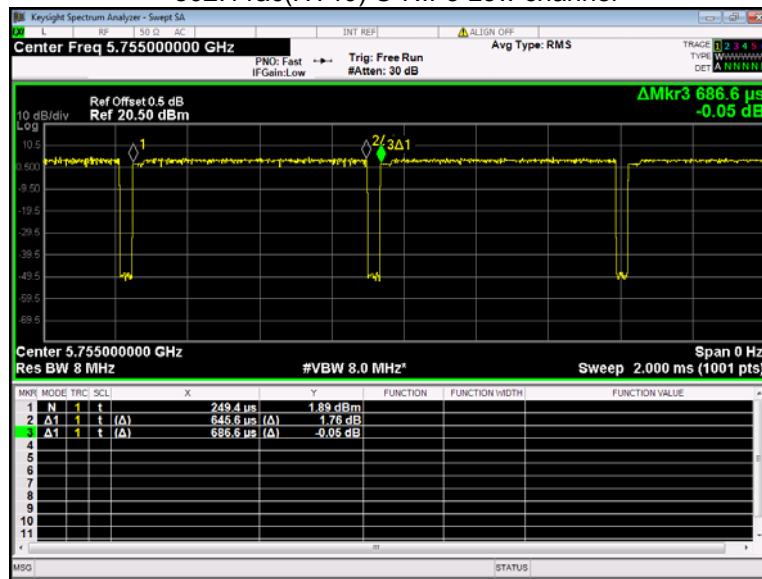 Keysight Spectrum Analyzer - Swept SA
L RF 50 Ω AC INT REF ALIGN OFF
Center Freq 5.755000000 GHz
PNO: Fast
IFGain:Low
Trig: Free Run
#Atten: 30 dB
Avg Type: RMS
TRACE 1 2 3 4 5
TYPE W
DET A N N N N
ΔMkr3 686.6 µs
-0.05 dB
Ref Offset 0.5 dB
10 dB/div Ref 20.50 dBm
Log
10.5
0.500
-9.50
-19.5
-29.5
-39.5
-49.5
-59.5
-69.5
1
2/ 3Δ1
Center 5.755000000 GHz Span 0 Hz
Res BW 8 MHz #VBW 8.0 MHz* Sweep 2.000 ms (1001 pts)
MKR MODE TRC SCL X Y FUNCTION FUNCTION WIDTH FUNCTION VALUE
1 N 1 t 249.4 µs 1.89 dBm
2 Δ1 1 t (Δ) 645.6 µs (Δ) 1.76 dB
3 Δ1 1 t (Δ) 686.6 µs (Δ) -0.05 dB
4
5
6
7
8
9
10
11
MSG STATUS